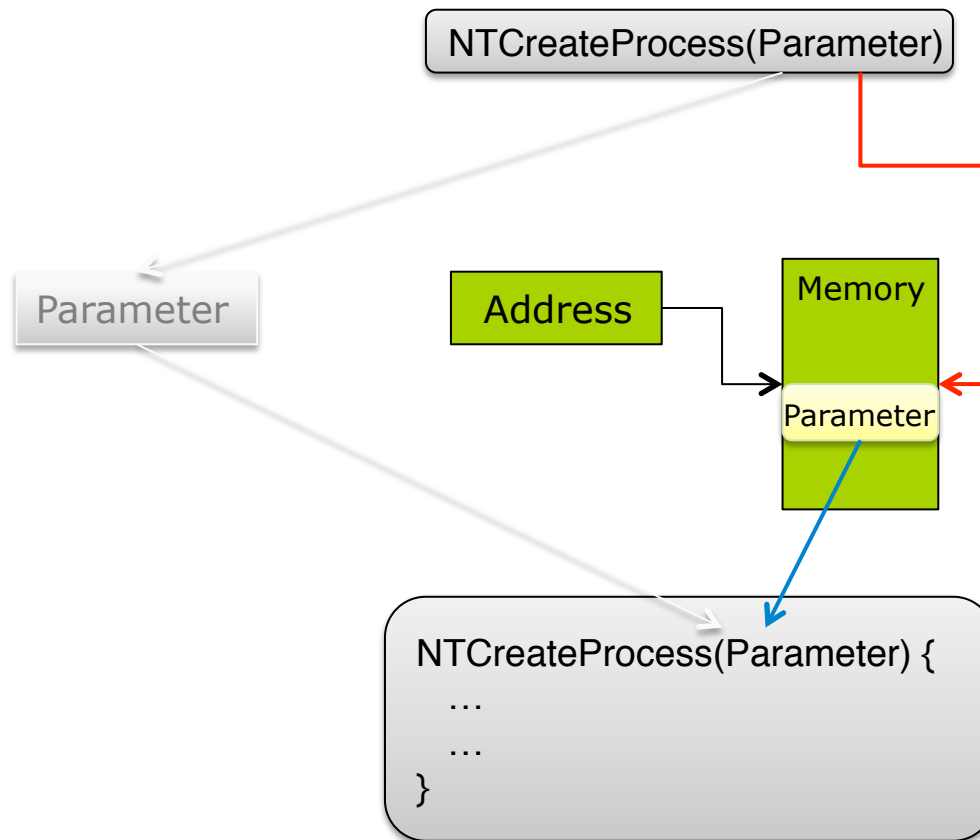 NTCreateProcess(Parameter)
Parameter
Address
Memory
Parameter
NTCreateProcess(Parameter) {
...
...
}